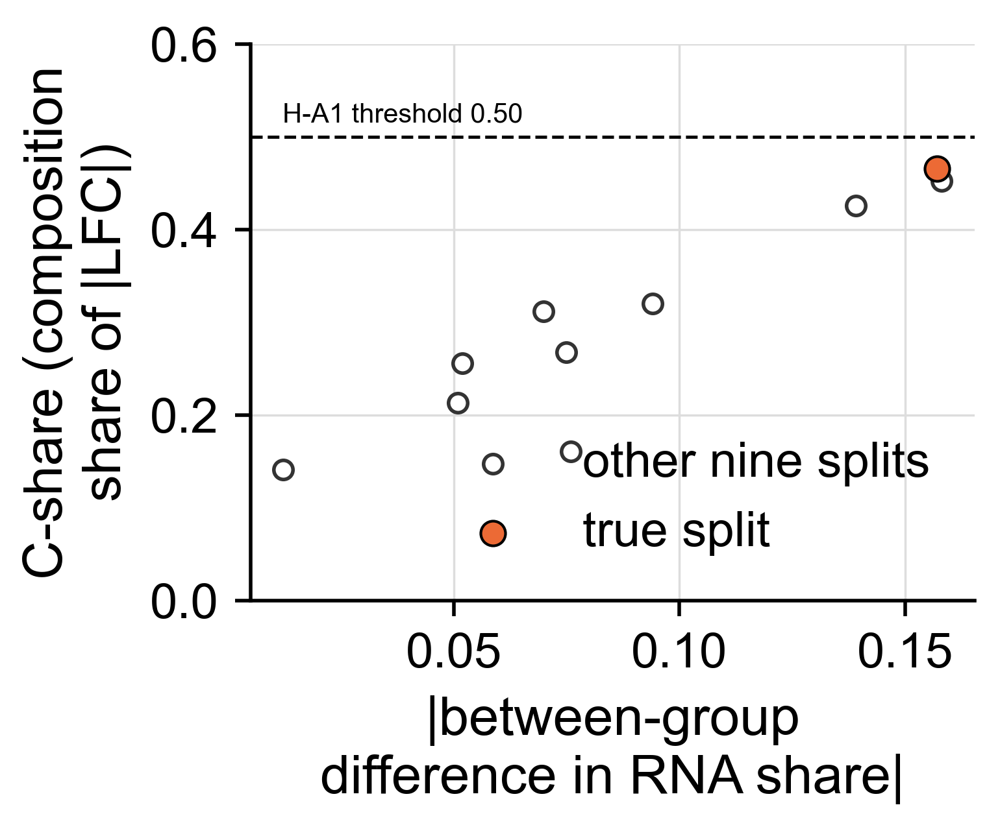 0.6
H-A1 threshold 0.50
C-share (composition
share of |LFC|)
0.4
0.2
other nine splits
true split
0.0
0.05 0.10 0.15
|between-group
difference in RNA share|